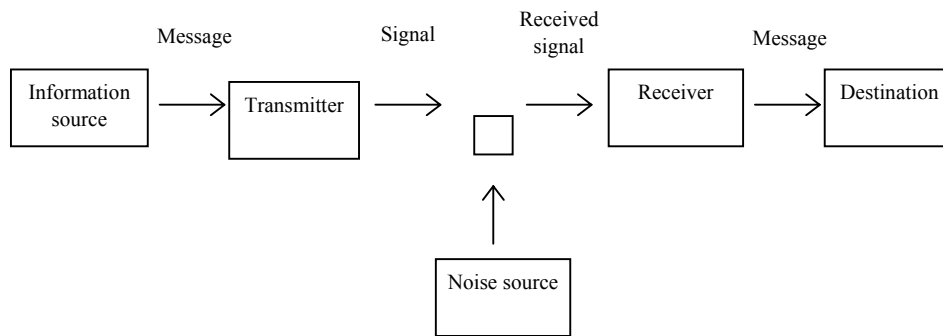 Message
Signal
Received
signal
Message
Information
source
Transmitter
Receiver
Destination
Noise source